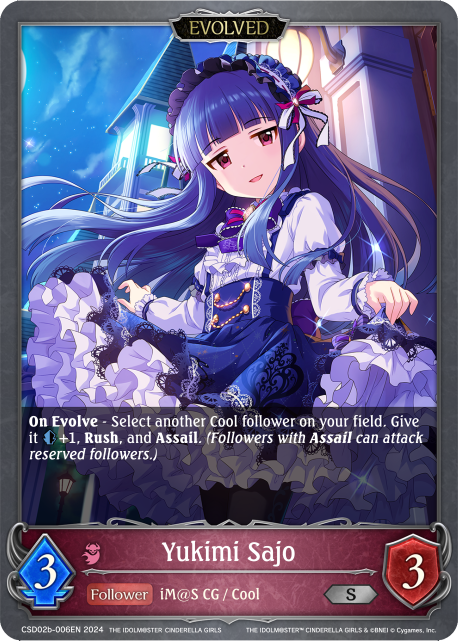 EVOLVED
On Evolve - Select another Cool follower on your field. Give
it +1, Rush, and Assail. (Followers with Assail can attack
reserved followers.)
Yukimi Sajo
3
3
Follower iM@S CG / Cool
S
CSD02b-006EN 2024 THE IDOLM@STER CINDERELLA GIRLS THE IDOLM@STER™ CINDERELLA GIRLS & ©BNEI © Cygames, Inc.